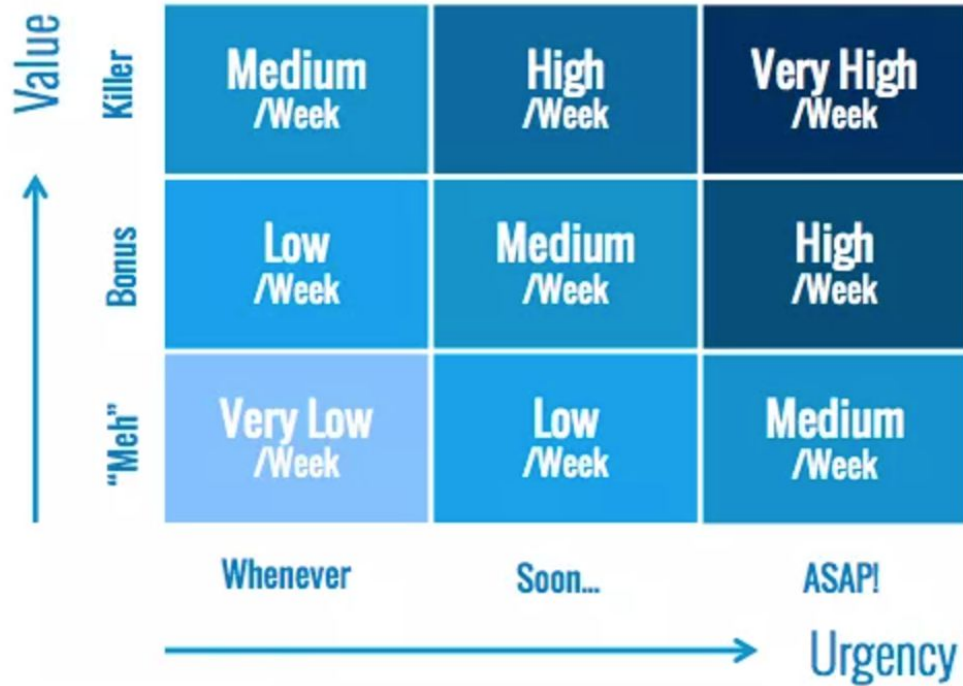 Value
Killer
Medium
/Week
High
/Week
Very High
/Week
Bonus
Low
/Week
Medium
/Week
High
/Week
“Meh”
Very Low
/Week
Low
/Week
Medium
/Week
Whenever
Soon...
ASAP!
Urgency